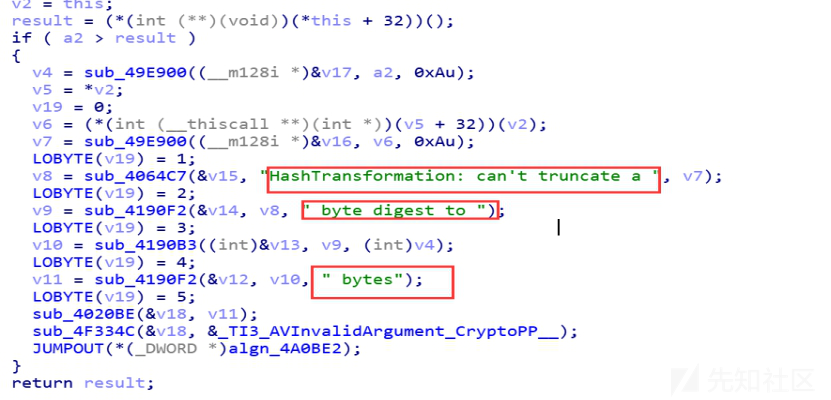 v2 = this;
result = (*(int (**)(void))(*this + 32))();
if ( a2 > result )
{
v4 = sub_49E900((__m128i *)&v17, a2, 0xAu);
v5 = *v2;
v19 = 0;
v6 = (*(int (__thiscall **)(int *))(v5 + 32))(v2);
v7 = sub_49E900((__m128i *)&v16, v6, 0xAu);
LOBYTE(v19) = 1;
v8 = sub_4064C7(&v15, "HashTransformation: can't truncate a ", v7);
LOBYTE(v19) = 2;
v9 = sub_4190F2(&v14, v8, " byte digest to ");
LOBYTE(v19) = 3;
v10 = sub_4190B3((int)&v13, v9, (int)v4);
LOBYTE(v19) = 4;
v11 = sub_4190F2(&v12, v10, " bytes");
LOBYTE(v19) = 5;
sub_4020BE(&v18, v11);
sub_4F334C(&v18, &_TI3_AVInvalidArgument_CryptoPP__);
JUMPOUT(*(_DWORD *)algn_4A0BE2);
}
return result;
先知社区